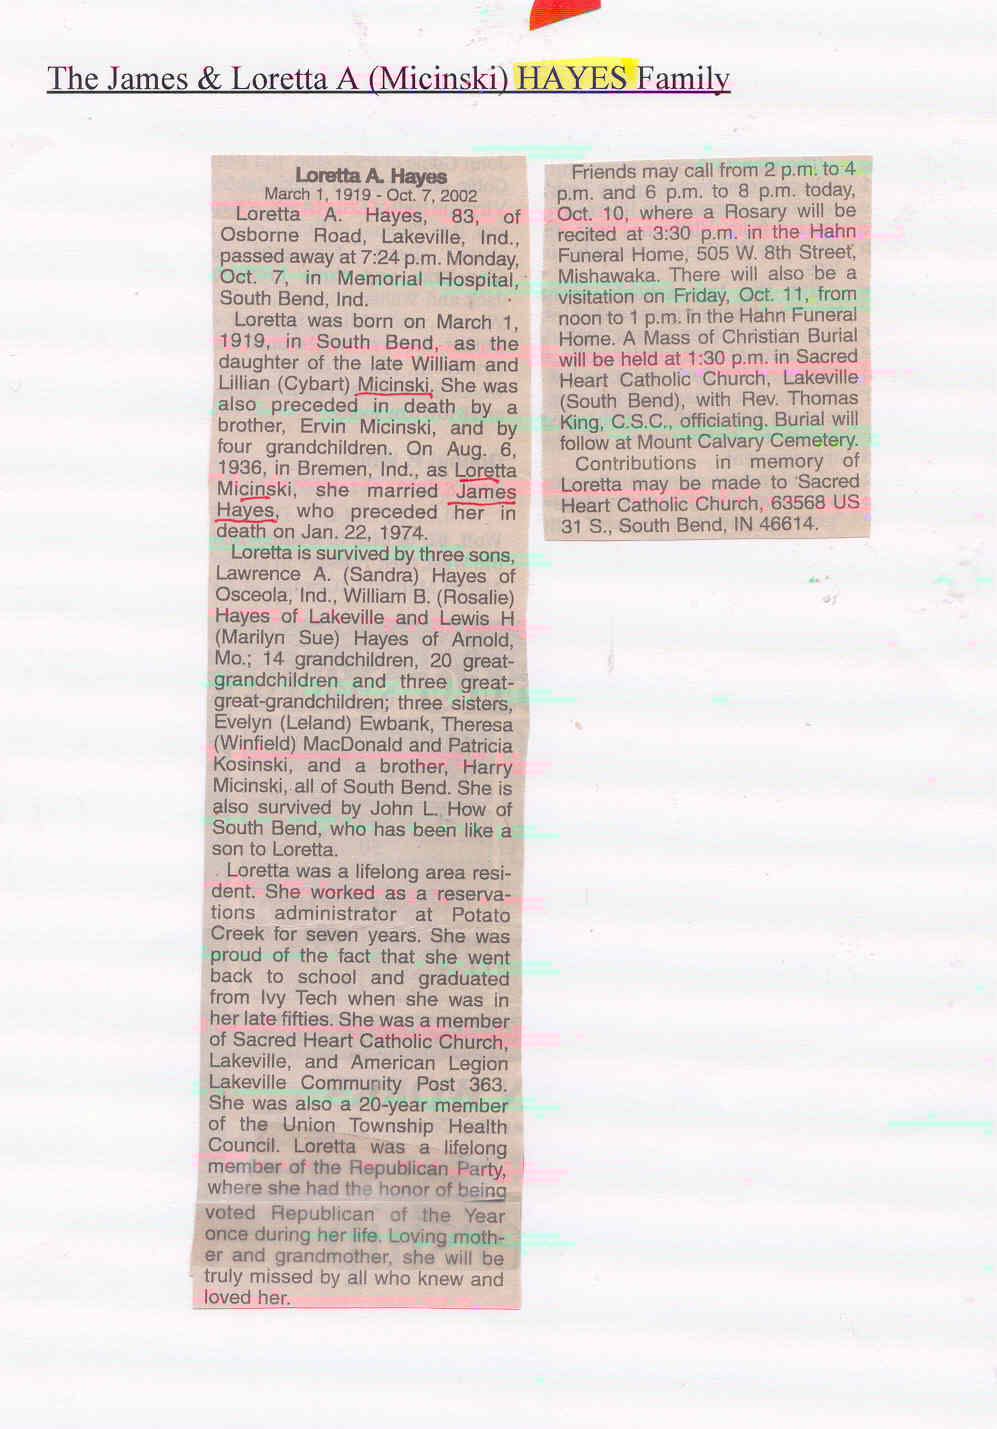 The James & Loretta A (Micinski) HAYES Family
Loretta A. Hayes
March 1, 1919 - Oct. 7, 2002
Loretta A. Hayes, 83, of
Osborne Road, Lakeville, Ind.,
passed away at 7:24 p.m. Monday,
Oct. 7, in Memorial Hospital,
South Bend, Ind.
Loretta was born on March 1,
1919, in South Bend, as the
daughter of the late William and
Lillian (Cybart) Micinski. She was
also preceded in death by a
brother, Ervin Micinski, and by
four grandchildren. On Aug. 6,
1936, in Bremen, Ind., as Loretta
Micinski, she married James
Hayes, who preceded her in
death on Jan. 22, 1974.
Loretta is survived by three sons,
Lawrence A. (Sandra) Hayes of
Osceola, Ind., William B. (Rosalie)
Hayes of Lakeville and Lewis H
(Marilyn Sue) Hayes of Arnold,
Mo.; 14 grandchildren, 20 great-
grandchildren and three great-
great-grandchildren; three sisters,
Evelyn (Leland) Ewbank, Theresa
(Winfield) MacDonald and Patricia
Kosinski, and a brother, Harry
Micinski, all of South Bend. She is
also survived by John L. How of
South Bend, who has been like a
son to Loretta.
Loretta was a lifelong area resi-
dent. She worked as a reserva-
tions administrator at Potato
Creek for seven years. She was
proud of the fact that she went
back to school and graduated
from Ivy Tech when she was in
her late fifties. She was a member
of Sacred Heart Catholic Church,
Lakeville, and American Legion
Lakeville Community Post 363.
She was also a 20-year member
of the Union Township Health
Council. Loretta was a lifelong
member of the Republican Party,
where she had the honor of being
voted Republican of the Year
once during her life. Loving moth-
er and grandmother, she will be
truly missed by all who knew and
loved her.
Friends may call from 2 p.m. to 4
p.m. and 6 p.m. to 8 p.m. today,
Oct. 10, where a Rosary will be
recited at 3:30 p.m. in the Hahn
Funeral Home, 505 W. 8th Street,
Mishawaka. There will also be a
visitation on Friday, Oct. 11, from
noon to 1 p.m. in the Hahn Funeral
Home. A Mass of Christian Burial
will be held at 1:30 p.m. in Sacred
Heart Catholic Church, Lakeville
(South Bend), with Rev. Thomas
King, C.S.C., officiating. Burial will
follow at Mount Calvary Cemetery.
Contributions in memory of
Loretta may be made to Sacred
Heart Catholic Church, 63568 US
31 S., South Bend, IN 46614.